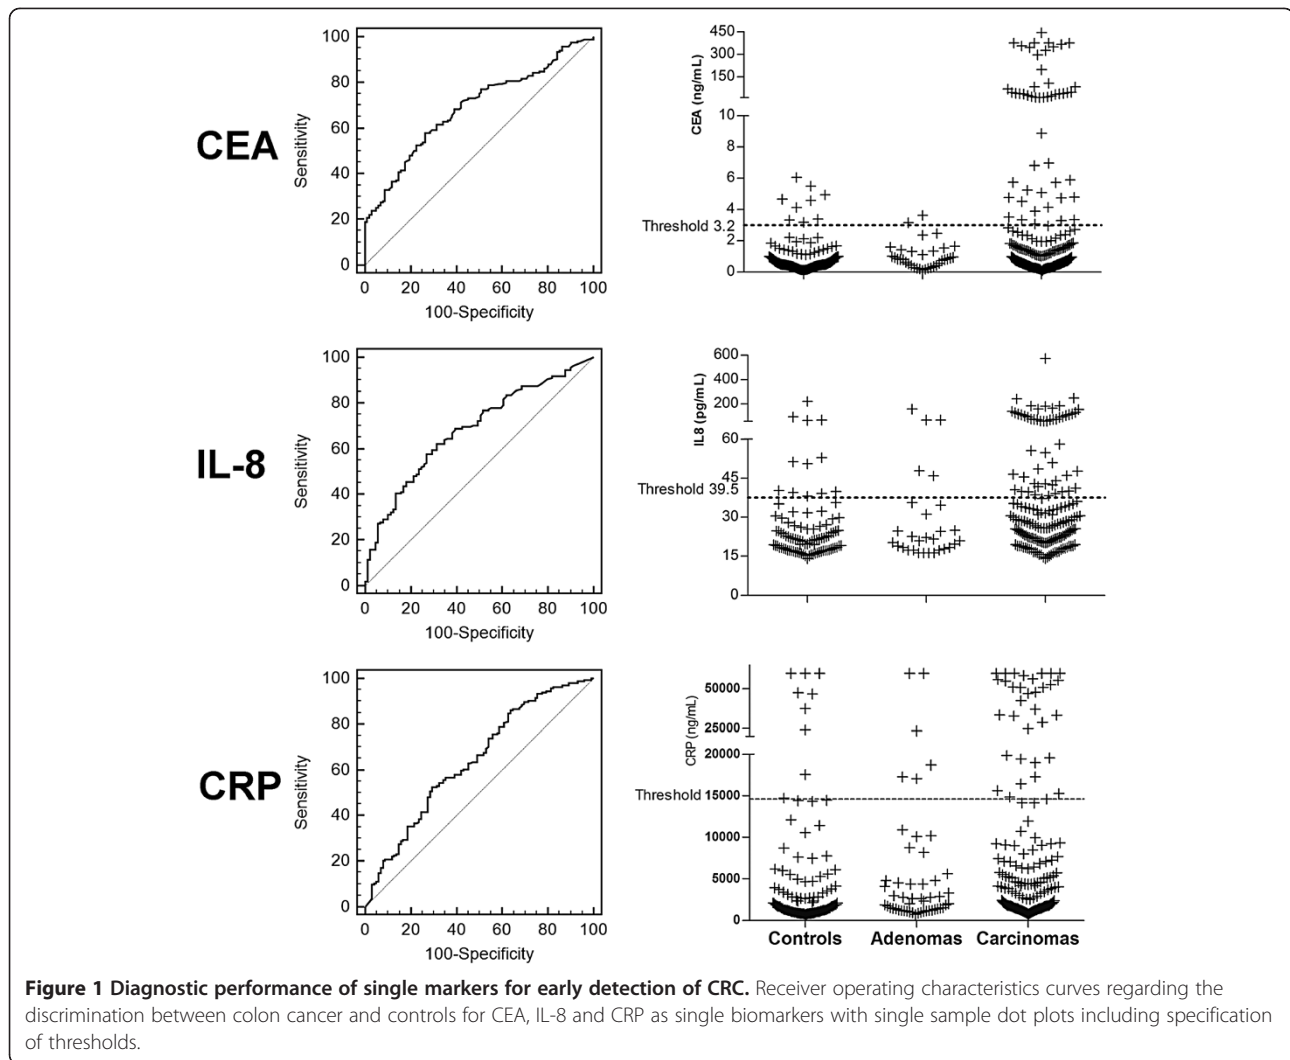 CEA
Sensitivity
100
80
60
40
20
0
0 20 40 60 80 100
100-Specificity
CEA (ng/mL)
450
300
150
10
8
6
4
2
0
Threshold 3.2
IL-8
Sensitivity
100
80
60
40
20
0
0 20 40 60 80 100
100-Specificity
IL8 (pg/mL)
600
400
200
60
45
30
15
0
Threshold 39.5
CRP
Sensitivity
100
80
60
40
20
0
0 20 40 60 80 100
100-Specificity
CRP (ng/mL)
50000
25000
20000
15000
10000
5000
0
Threshold
Controls Adenomas Carcinomas
Figure 1 Diagnostic performance of single markers for early detection of CRC. Receiver operating characteristics curves regarding the
discrimination between colon cancer and controls for CEA, IL-8 and CRP as single biomarkers with single sample dot plots including specification
of thresholds.